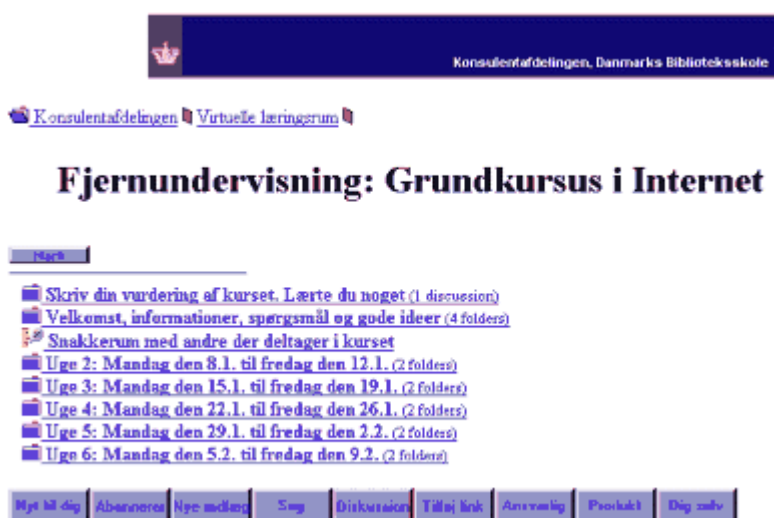 Konsulentafdelingen, Danmarks Biblioteksskole
Konsulentafdelingen Virtuelle læringsrum
Fjernundervisning: Grundkursus i Internet
Mark
Skriv din vurdering af kurset. Lærte du noget (1 discussion)
Velkomst, informationer, spørgsmål og gode ideer (4 folders)
Snakkerum med andre der deltager i kurset
Uge 2: Mandag den 8.1. til fredag den 12.1. (2 folders)
Uge 3: Mandag den 15.1. til fredag den 19.1. (2 folders)
Uge 4: Mandag den 22.1. til fredag den 26.1. (2 folders)
Uge 5: Mandag den 29.1. til fredag den 2.2. (2 folders)
Uge 6: Mandag den 5.2. til fredag den 9.2. (2 folders)
Nyt til dig Abonneres Nye indlæg Søg Diskussion Tilføj link Ansvarlig Produkt Dig selv